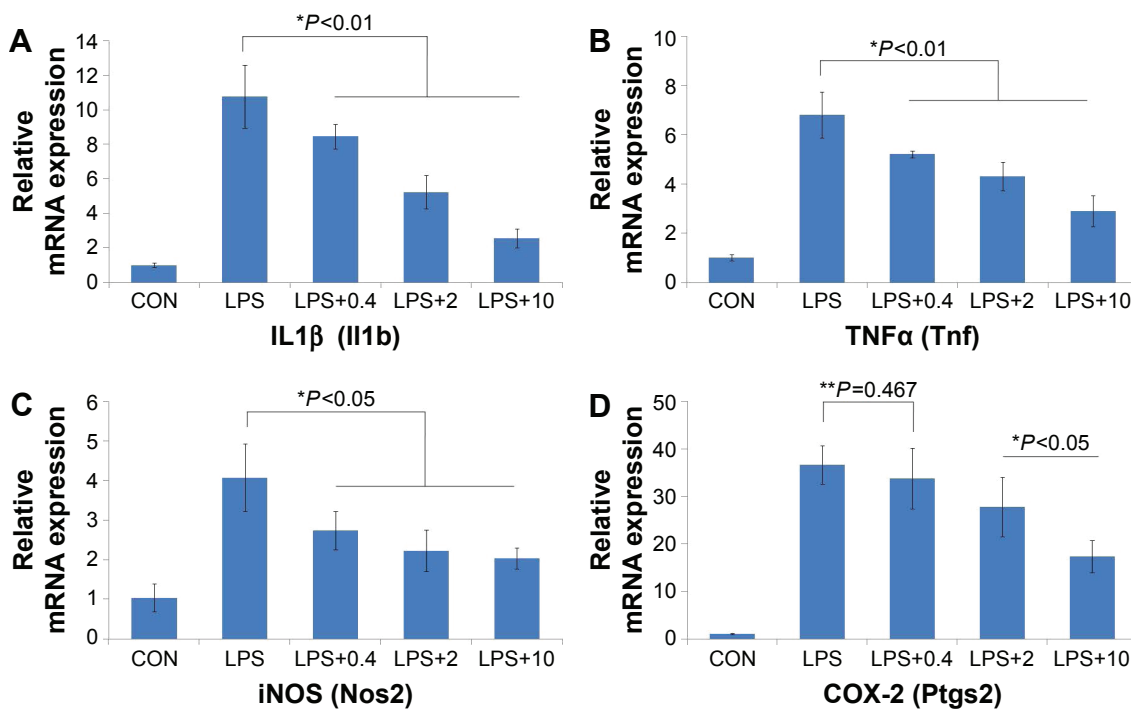 A
*P<0.01
Relative
mRNA expression
14
12
10
8
6
4
2
0
CON LPS LPS+0.4 LPS+2 LPS+10
IL1β (Il1b)
B
*P<0.01
Relative
mRNA expression
10
8
6
4
2
0
CON LPS LPS+0.4 LPS+2 LPS+10
TNFα (Tnf)
C
*P<0.05
Relative
mRNA expression
6
5
4
3
2
1
0
CON LPS LPS+0.4 LPS+2 LPS+10
iNOS (Nos2)
D
**P=0.467
*P<0.05
Relative
mRNA expression
50
40
30
20
10
0
CON LPS LPS+0.4 LPS+2 LPS+10
COX-2 (Ptgs2)